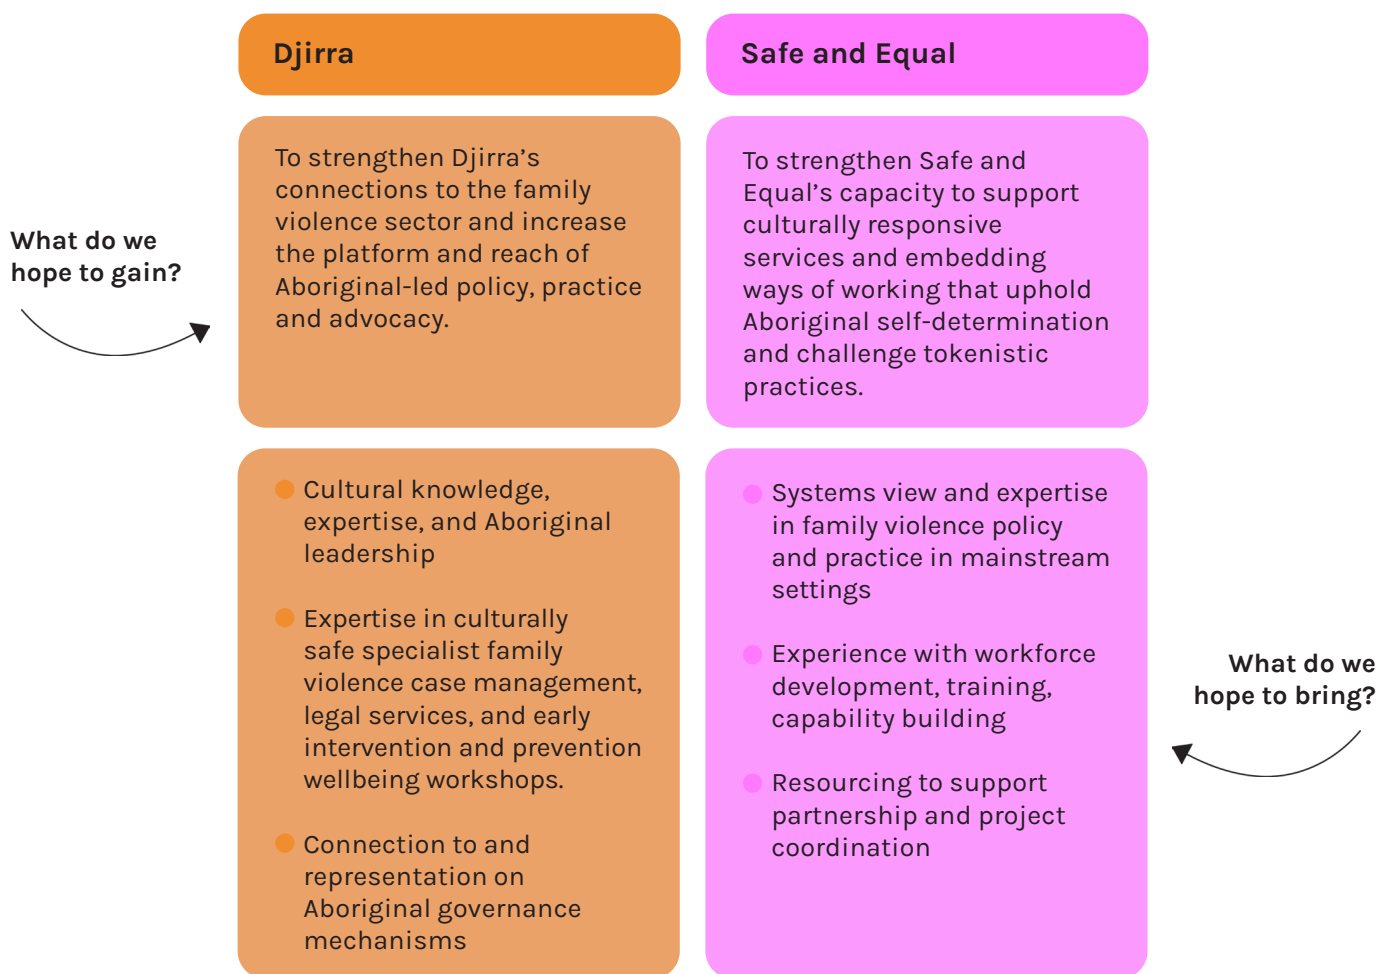 Djirra
Safe and Equal
What do we
hope to gain?
To strengthen Djirra's
connections to the family
violence sector and increase
the platform and reach of
Aboriginal-led policy, practice
and advocacy.
To strengthen Safe and
Equal's capacity to support
culturally responsive
services and embedding
ways of working that uphold
Aboriginal self-determination
and challenge tokenistic
practices.
Cultural knowledge,
expertise, and Aboriginal
leadership
Expertise in culturally
safe specialist family
violence case management,
legal services, and early
intervention and prevention
wellbeing workshops.
Connection to and
representation on
Aboriginal governance
mechanisms
Systems view and expertise
in family violence policy
and practice in mainstream
settings
Experience with workforce
development, training,
capability building
Resourcing to support
partnership and project
coordination
What do we
hope to bring?